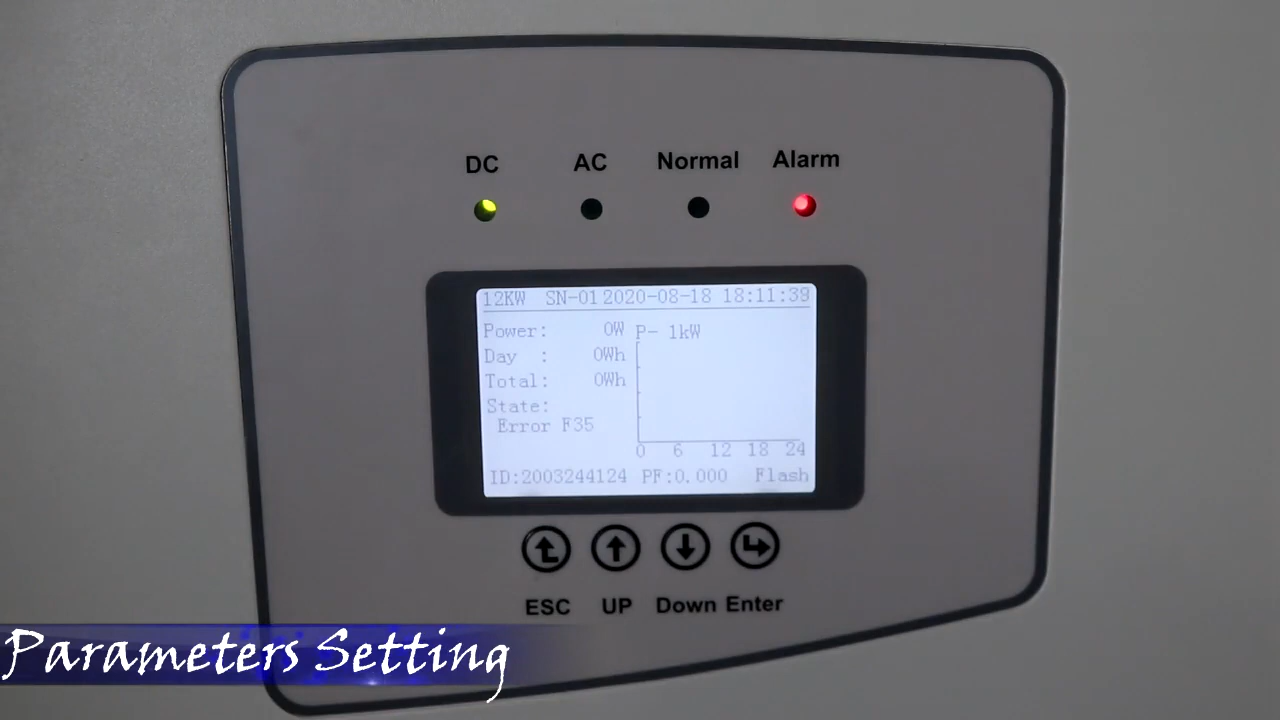 DC AC Normal Alarm
12KW SN-01 2020-08-18 18:11:39
Power: 0W P- 1kW
Day : 0Wh
Total: 0Wh
State:
Error F35
0 6 12 18 24
ID:2003244124 PF:0.000 Flash
ESC UP Down Enter
Parameters Setting